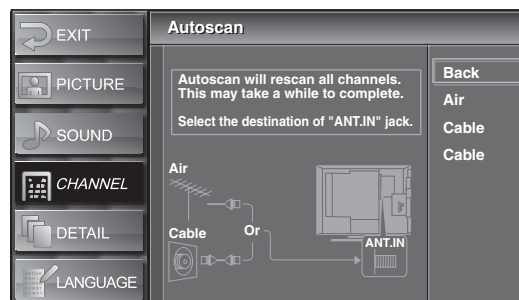 EXIT
PICTURE
SOUND
CHANNEL
DETAIL
LANGUAGE
Autoscan
Autoscan will rescan all channels.
This may take a while to complete.
Select the destination of "ANT.IN" jack.
Air
Cable
Or
ANT.IN
Back
Air
Cable
Cable